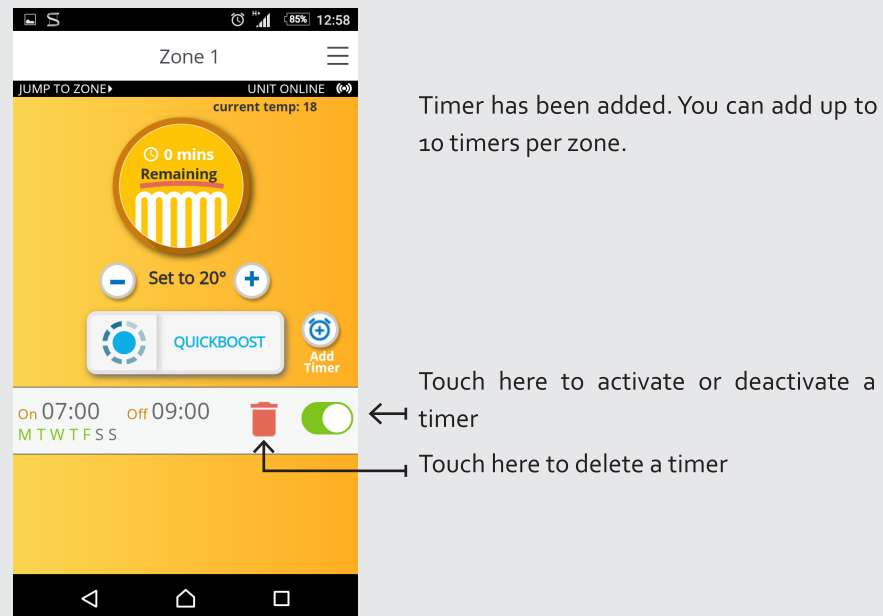 H+ 85% 12:58
Zone 1
JUMP TO ZONE UNIT ONLINE
current temp: 18
0 mins
Remaining
Set to 20°
QUICKBOOST
Add
Timer
On 07:00 Off 09:00
M T W T F S S
Timer has been added. You can add up to
10 timers per zone.
Touch here to activate or deactivate a
timer
Touch here to delete a timer